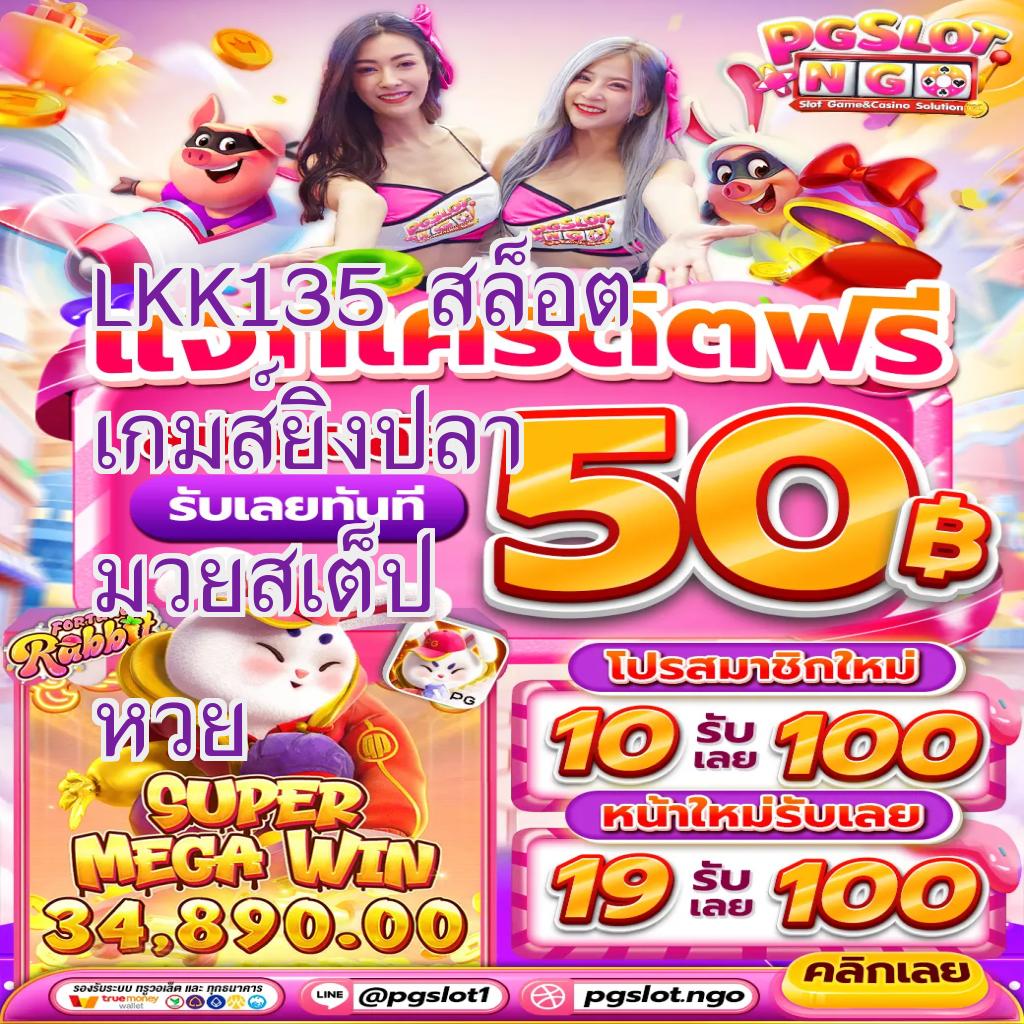 PGSLOT
NGO
Slot Game&Casino Solution
PGSLOT
NGO
PGSLOT
NGO
LKK135 สล็อต
แจกเครดิตฟรี
เกมส์ยิงปลา
50฿
รับเลยทันที
มวยสเต็ป
FORTUNE
Rabbit
PG
หวย
SUPER
MEGA WIN
34,890.00
โปรสมาชิกใหม่
10 รับเลย 100
หน้าใหม่รับเลย
19 รับเลย 100
คลิกเลย
รองรับระบบ ทรูวอเล็ต และ ทุกธนาคาร
truemoney
wallet
LINE @pgslot1
pgslot.ngo